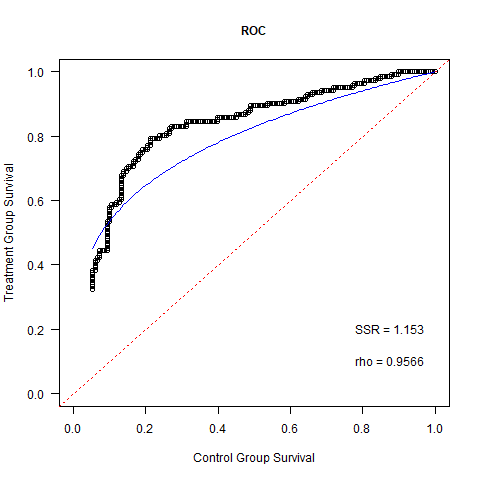 ROC
Treatment Group Survival
1.0
0.8
0.6
0.4
0.2
0.0
SSR = 1.153
rho = 0.9566
0.0 0.2 0.4 0.6 0.8 1.0
Control Group Survival